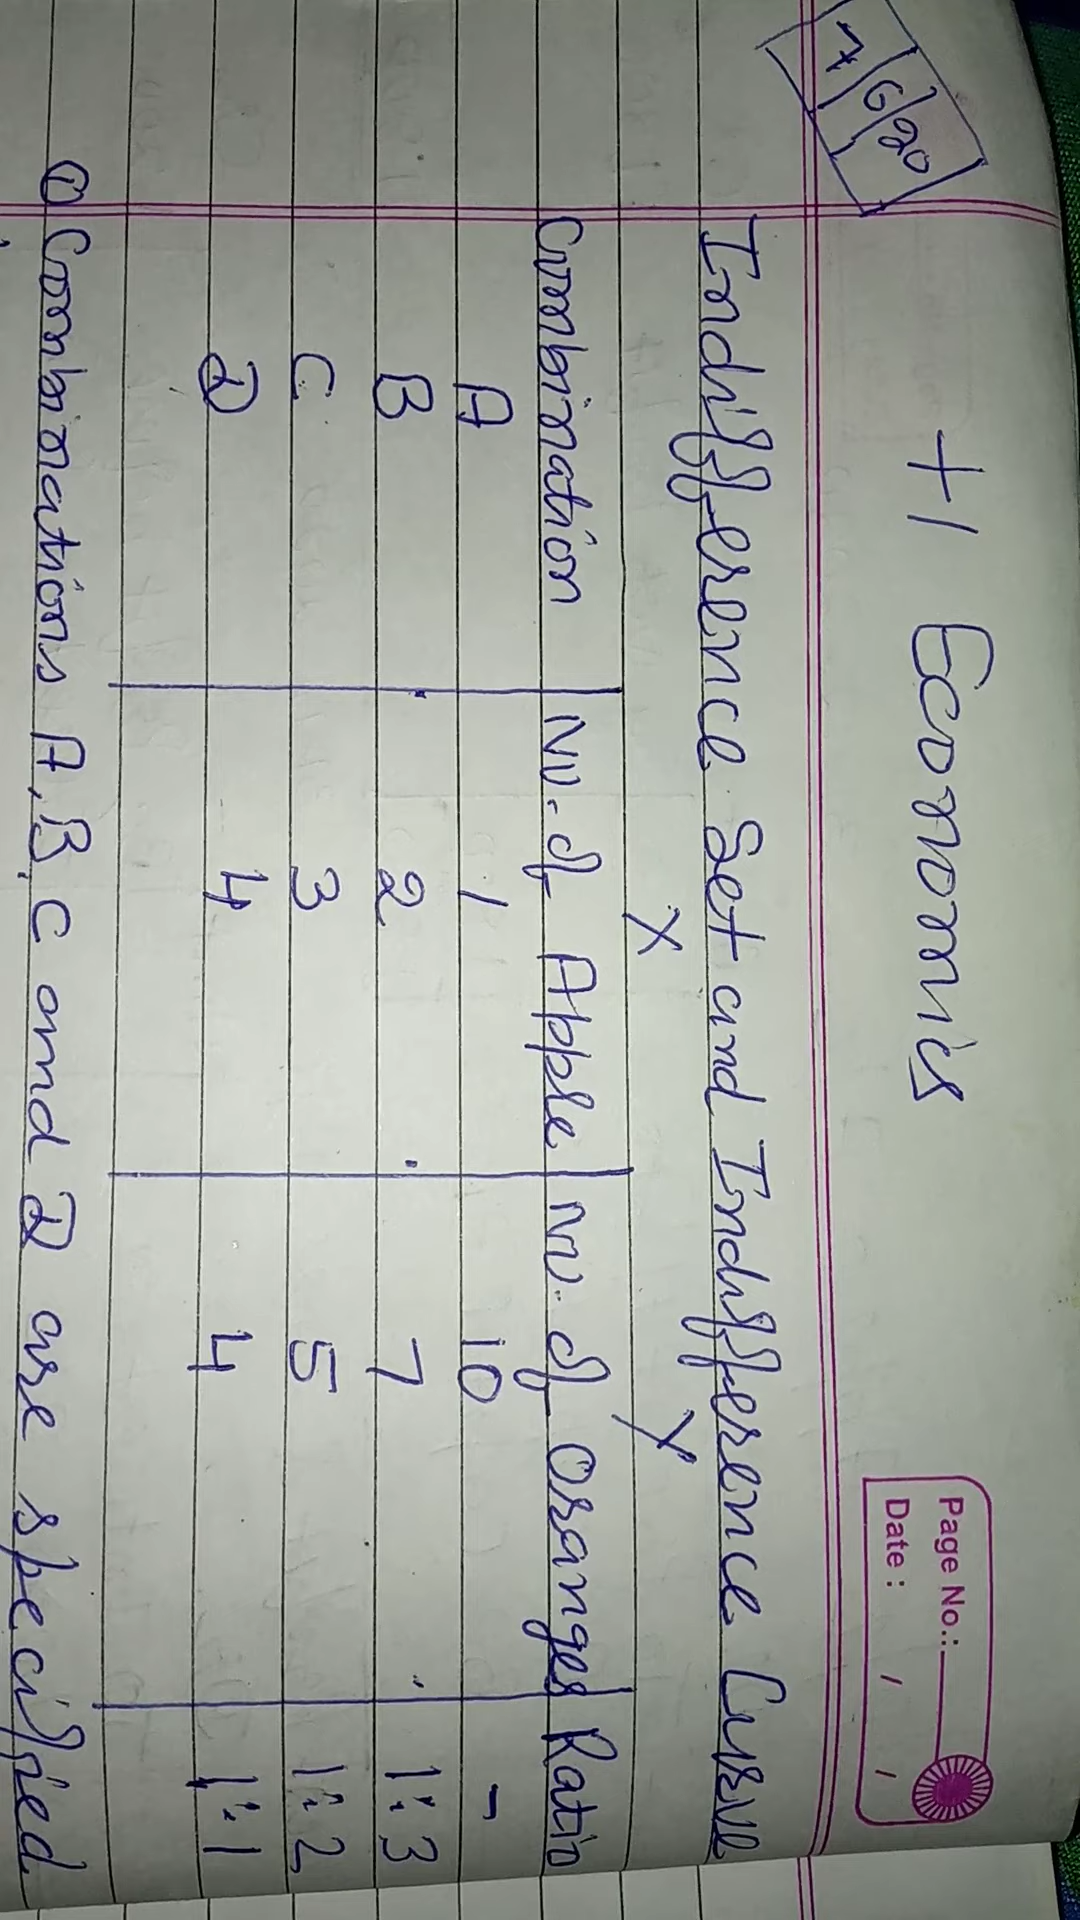 7/6/20
+1 Economics
Page No.:
Date: / /
Indifference Set and Indifference Curve
X Y
Combination No. of Apple No. of Oranges Ratio
A 1 10 -
B 2 7 1:3
C 3 5 1:2
D 4 4 1:1
① Combinations A, B, C and D are specified